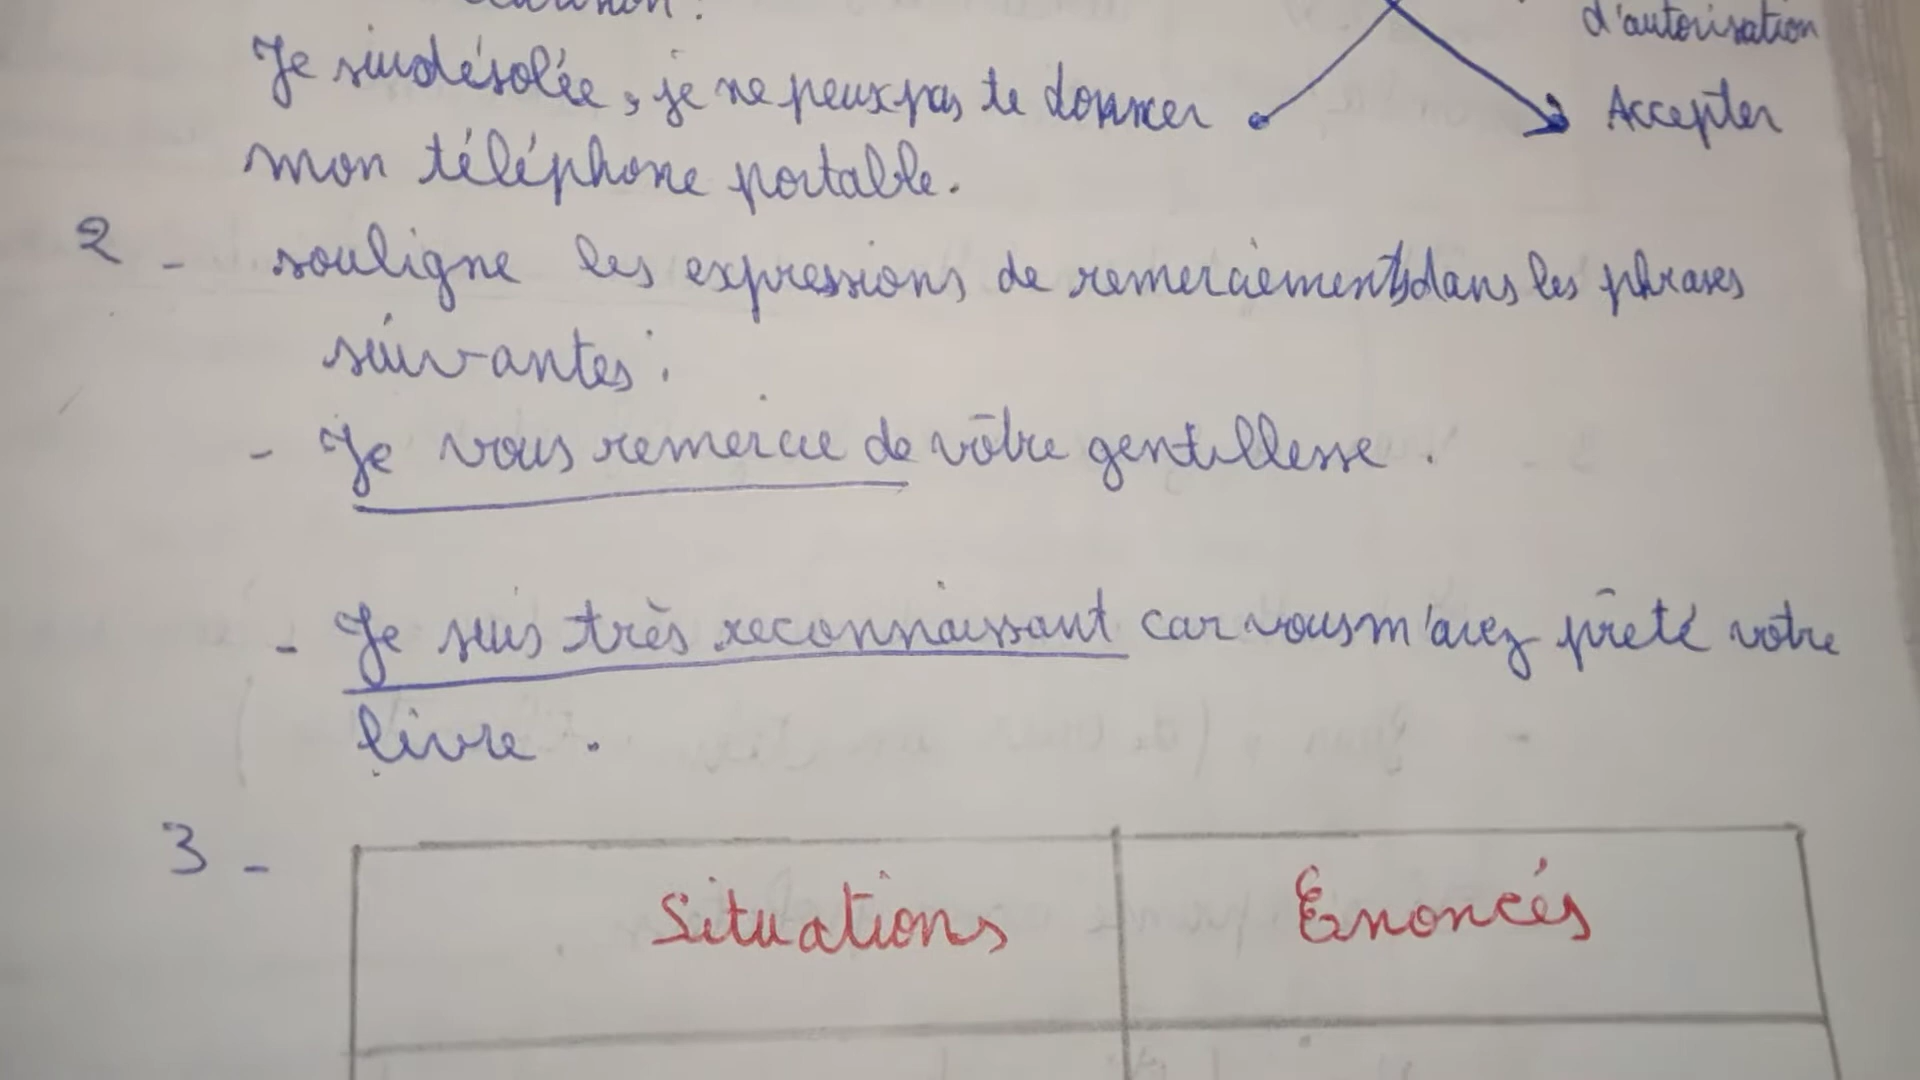 d'autorisation
Je suis désolée, je ne peux pas te donner
Accepter
mon téléphone portable.
2 - souligne les expressions de remerciements dans les phrases
suivantes :
- Je vous remercie de vôtre gentillesse.
- Je suis très reconnaissant car vous m'avez prêté votre
livre.
3 -
Situations
Enoncés